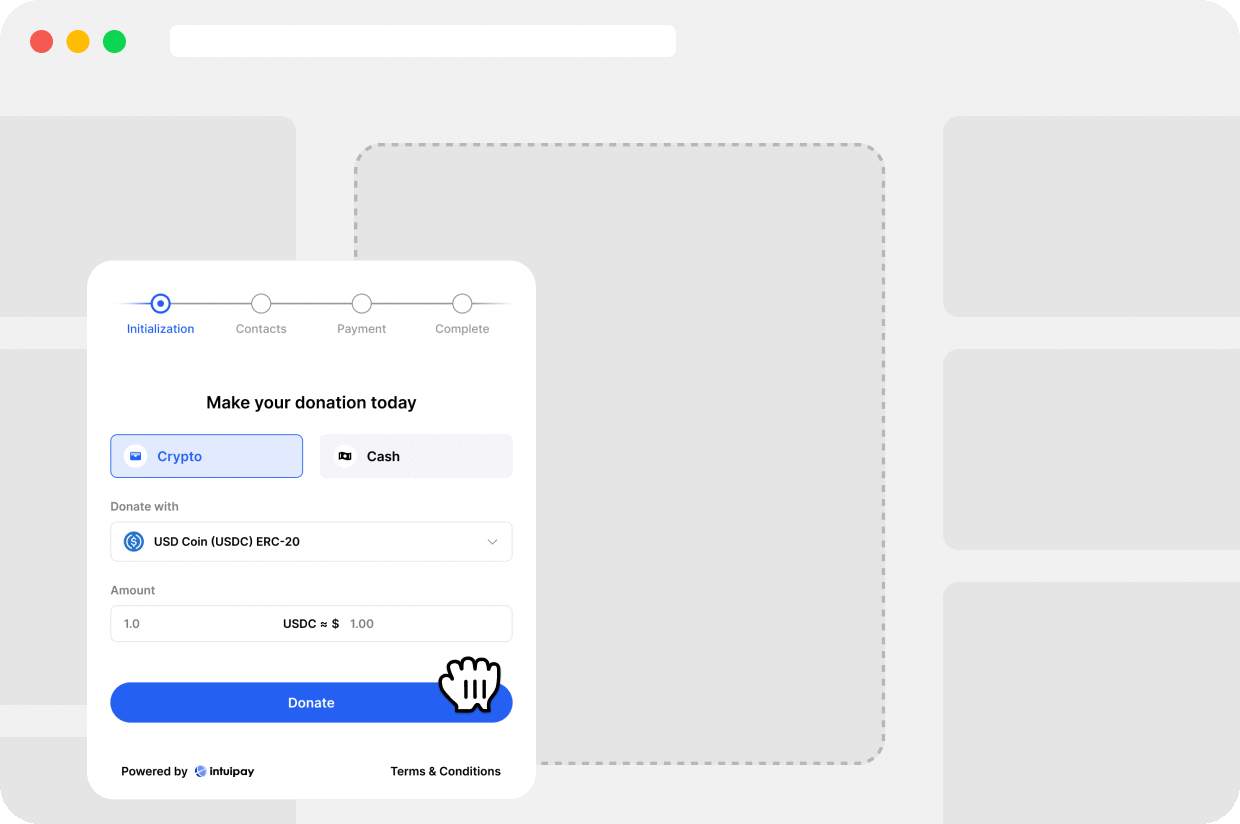 Initialization Contacts Payment Complete
Make your donation today
Crypto Cash
Donate with
USD Coin (USDC) ERC-20
Amount
1.0 USDC ≈ $ 1.00
Donate
Powered by intuipay Terms & Conditions